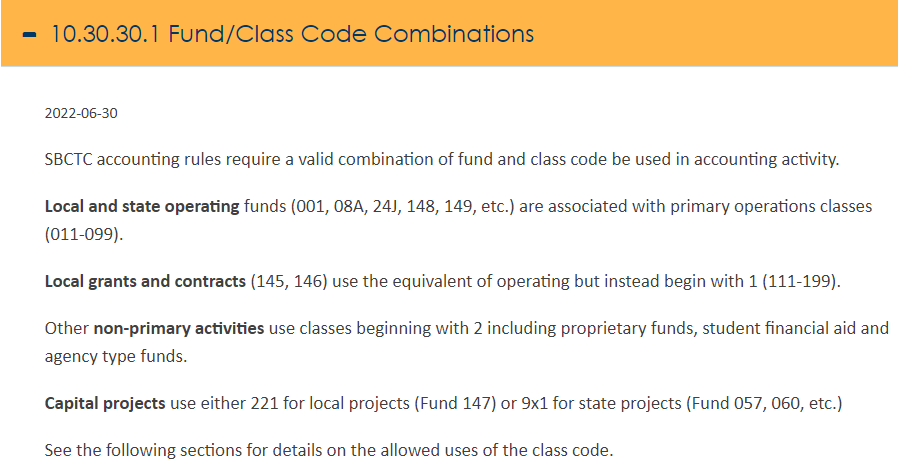 - 10.30.30.1 Fund/Class Code Combinations
2022-06-30
SBCTC accounting rules require a valid combination of fund and class code be used in accounting activity.
Local and state operating funds (001, 08A, 24J, 148, 149, etc.) are associated with primary operations classes
(011-099).
Local grants and contracts (145, 146) use the equivalent of operating but instead begin with 1 (111-199).
Other non-primary activities use classes beginning with 2 including proprietary funds, student financial aid and
agency type funds.
Capital projects use either 221 for local projects (Fund 147) or 9x1 for state projects (Fund 057, 060, etc.)
See the following sections for details on the allowed uses of the class code.